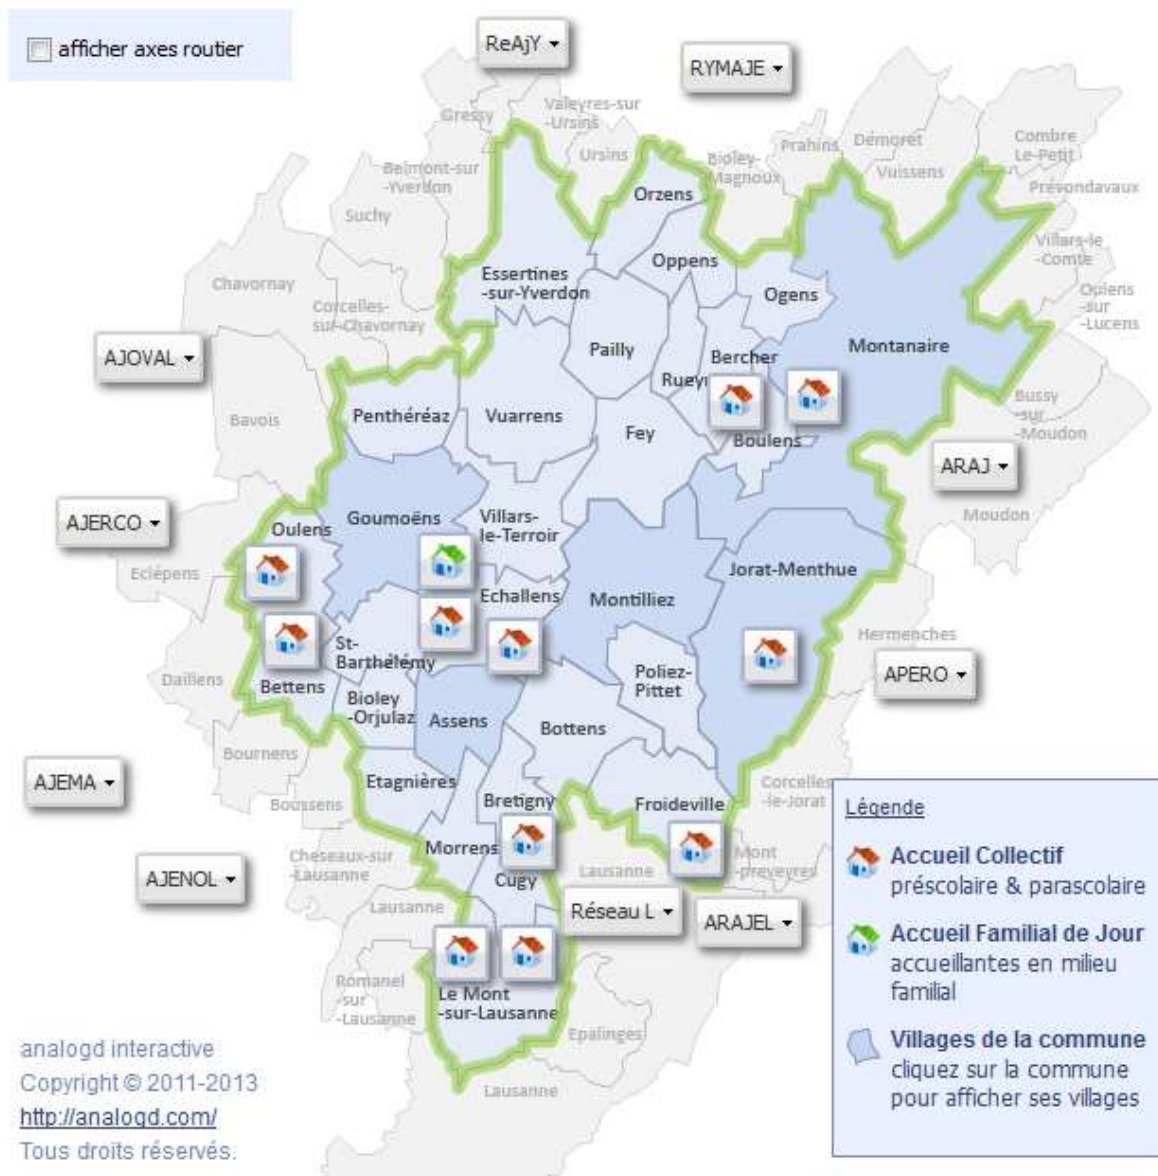 afficher axes routier
ReAjY
RYMAJE
Gressy
Valeyres-sur
-Ursins
Ursins
Belmont-sur
-Yverdon
Suchy
Orzens
Bioley-
Magnoux
Prahins
Démoret
Vuissens
Combre
Le-Petit
Prévondavaux
Villars-le
-Comte
Oulens
-sur
-Lucens
Chavornay
Corcelles-
sur-Chavornay
Essertines
-sur-Yverdon
Oppens
Ogens
Montanaire
AJOVAL
Pailly
Bercher
Bavois
Penthéréaz
Vuarrens
Fey
Boulens
Bussy
-sur
-Moudon
ARAJ
Moudon
AJERCO
Oulens
Goumoëns
Villars-
le-Terroir
Eclépens
Echallens
Montilliez
Jorat-Menthue
Hermenches
APERO
Daillens
Bettens
St-
Barthélémy
Bioley
-Orjulaz
Assens
Bottens
Poliez-
Pittet
Bournens
AJEMA
Boussens
Etagnières
Bretigny
Froideville
Corcelles
-le-Jorat
Cheseaux-sur
-Lausanne
Morrens
Cugy
Lausanne
Mont
-preveyres
AJENOL
Lausanne
Réseau L
ARAJEL
Romanel
-sur
-Lausanne
Le Mont
-sur-Lausanne
Epalinges
Lausanne
Légende
Accueil Collectif
préscolaire & parascolaire
Accueil Familial de Jour
accueillantes en milieu
familial
Villages de la commune
cliquez sur la commune
pour afficher ses villages
analogd interactive
Copyright © 2011-2013
http://analogd.com/
Tous droits réservés.